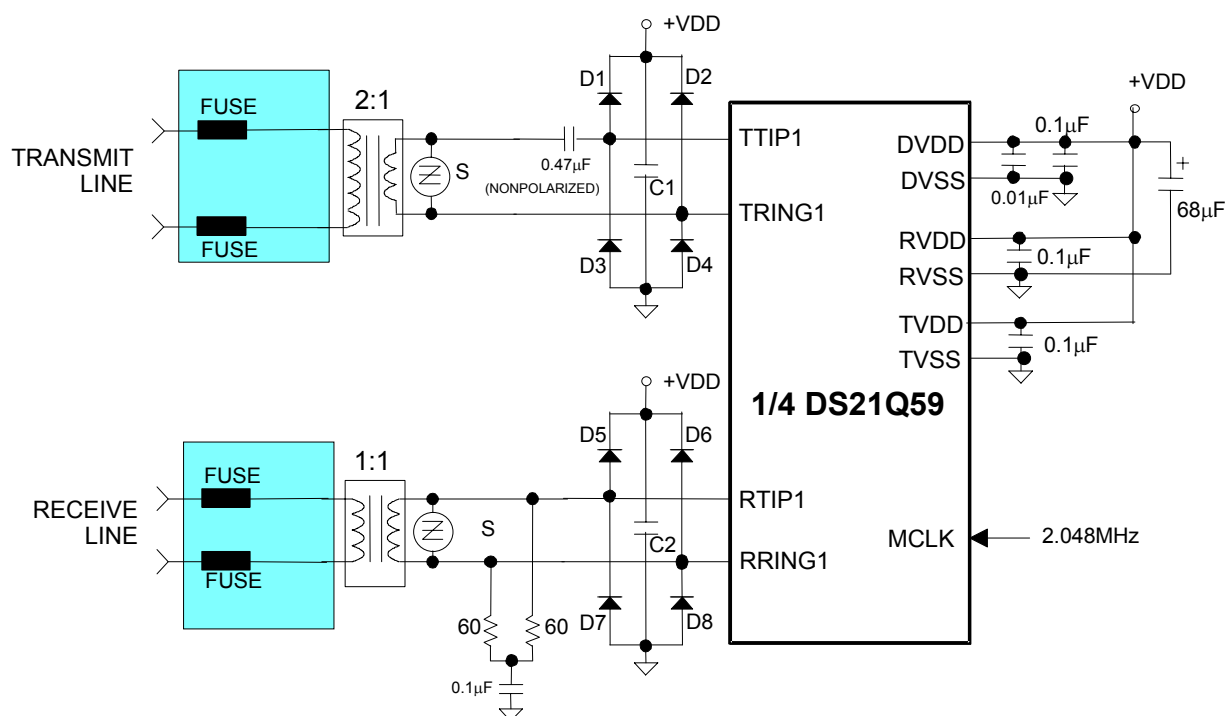 +VDD
D1
D2
FUSE
2:1
TRANSMIT
LINE
S
0.47μF
(NONPOLARIZED)
C1
TTIP1
TRING1
FUSE
D3
D4
+VDD
0.1μF
DVDD
DVSS
0.01μF
+
68μF
RVDD
0.1μF
RVSS
TVDD
0.1μF
TVSS
1/4 DS21Q59
+VDD
D5
D6
FUSE
1:1
RECEIVE
LINE
S
RTIP1
C2
RRING1
FUSE
MCLK
2.048MHz
60
60
D7
D8
0.1μF